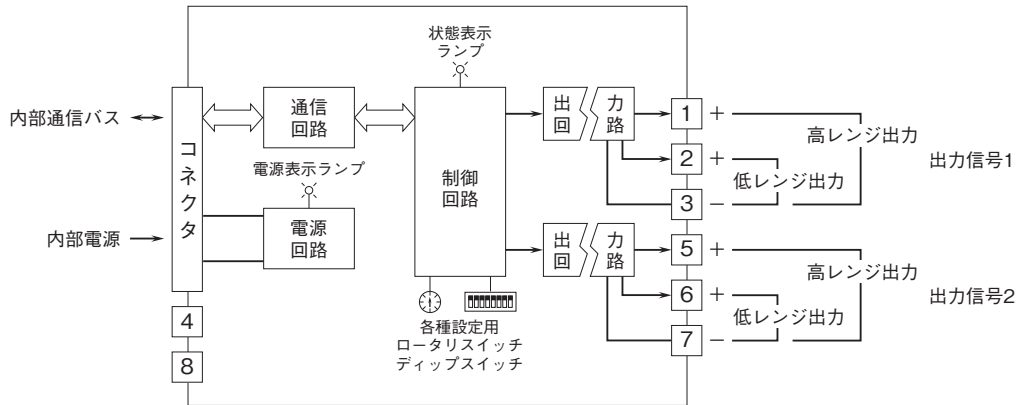 状態表示
ランプ
内部通信バス
コネクタ
通信
回路
電源表示ランプ
内部電源
電源
回路
制御
回路
出 力
回 路
1 +
2 +
3 −
高レンジ出力
低レンジ出力
出力信号1
出 力
回 路
5 +
6 +
7 −
高レンジ出力
低レンジ出力
出力信号2
4
8
各種設定用
ロータリスイッチ
ディップスイッチ